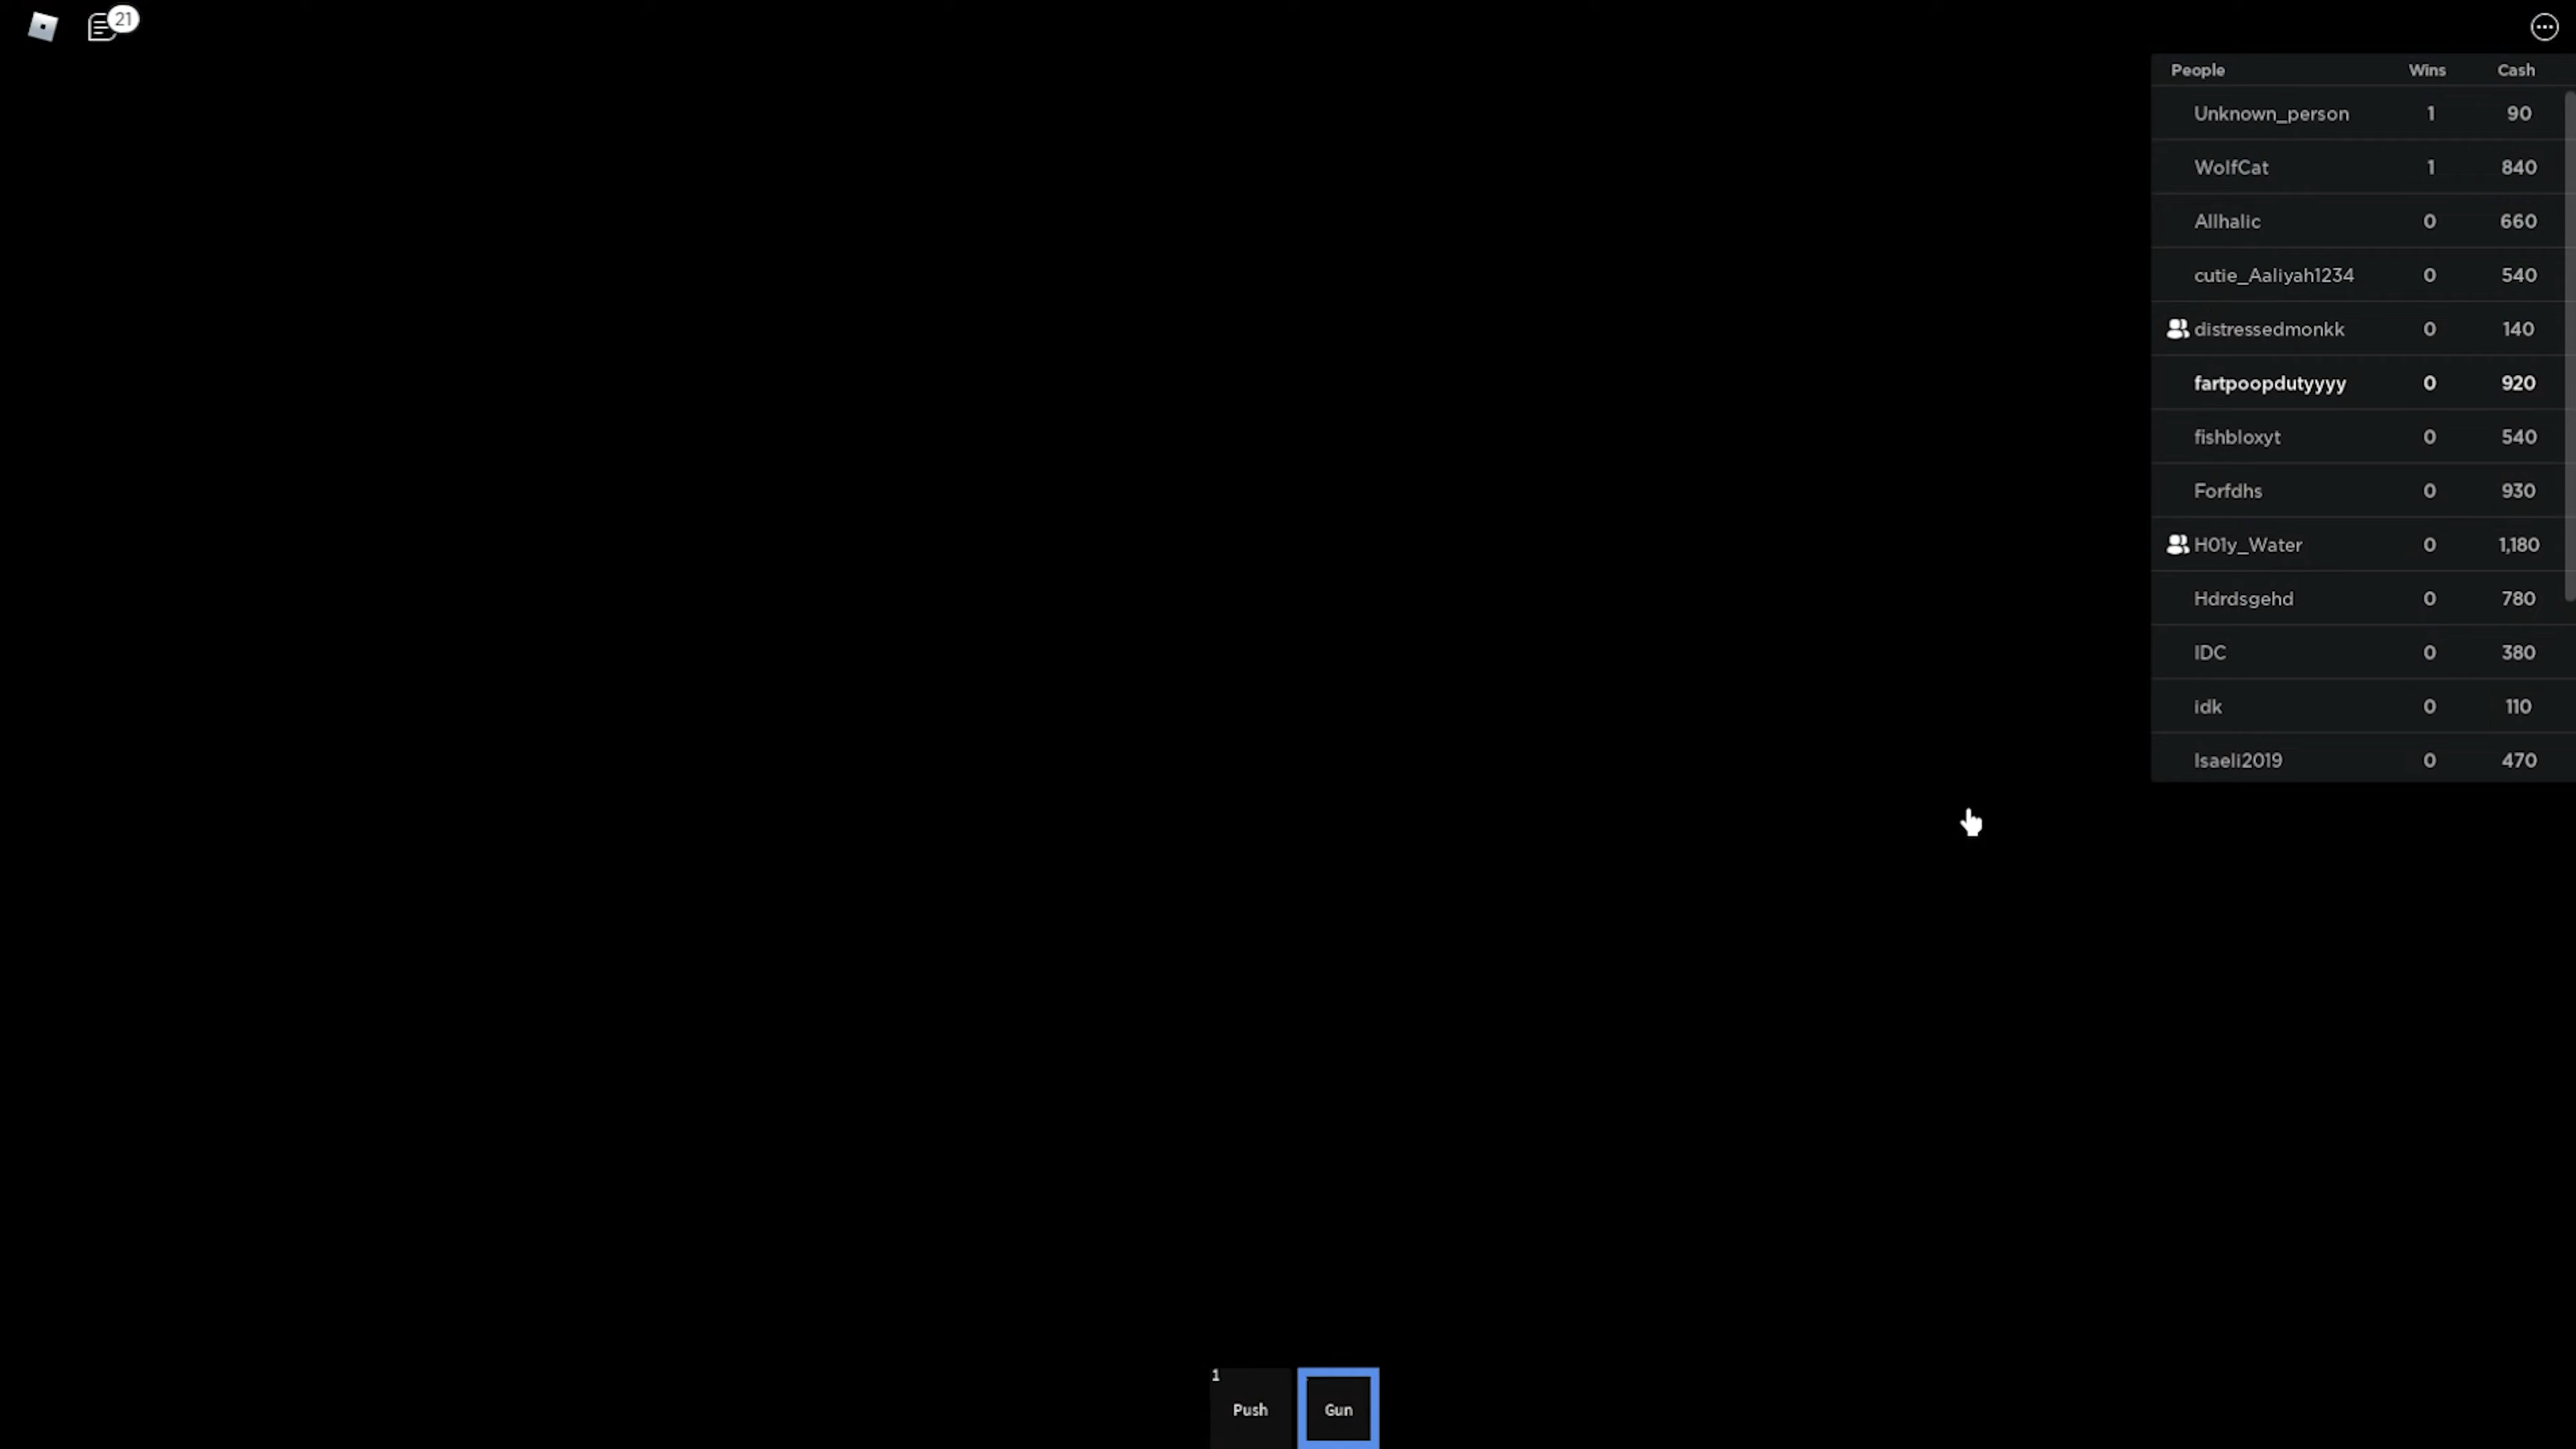 21
People Wins Cash
Unknown_person 1 90
WolfCat 1 840
Allhalic 0 660
cutie_Aaliyah1234 0 540
distressedmonkk 0 140
fartpoopdutyyyy 0 920
fishbloxyt 0 540
Forfdhs 0 930
H01y_Water 0 1,180
Hdrdsgehd 0 780
IDC 0 380
idk 0 110
Isaeli2019 0 470
1
Push Gun